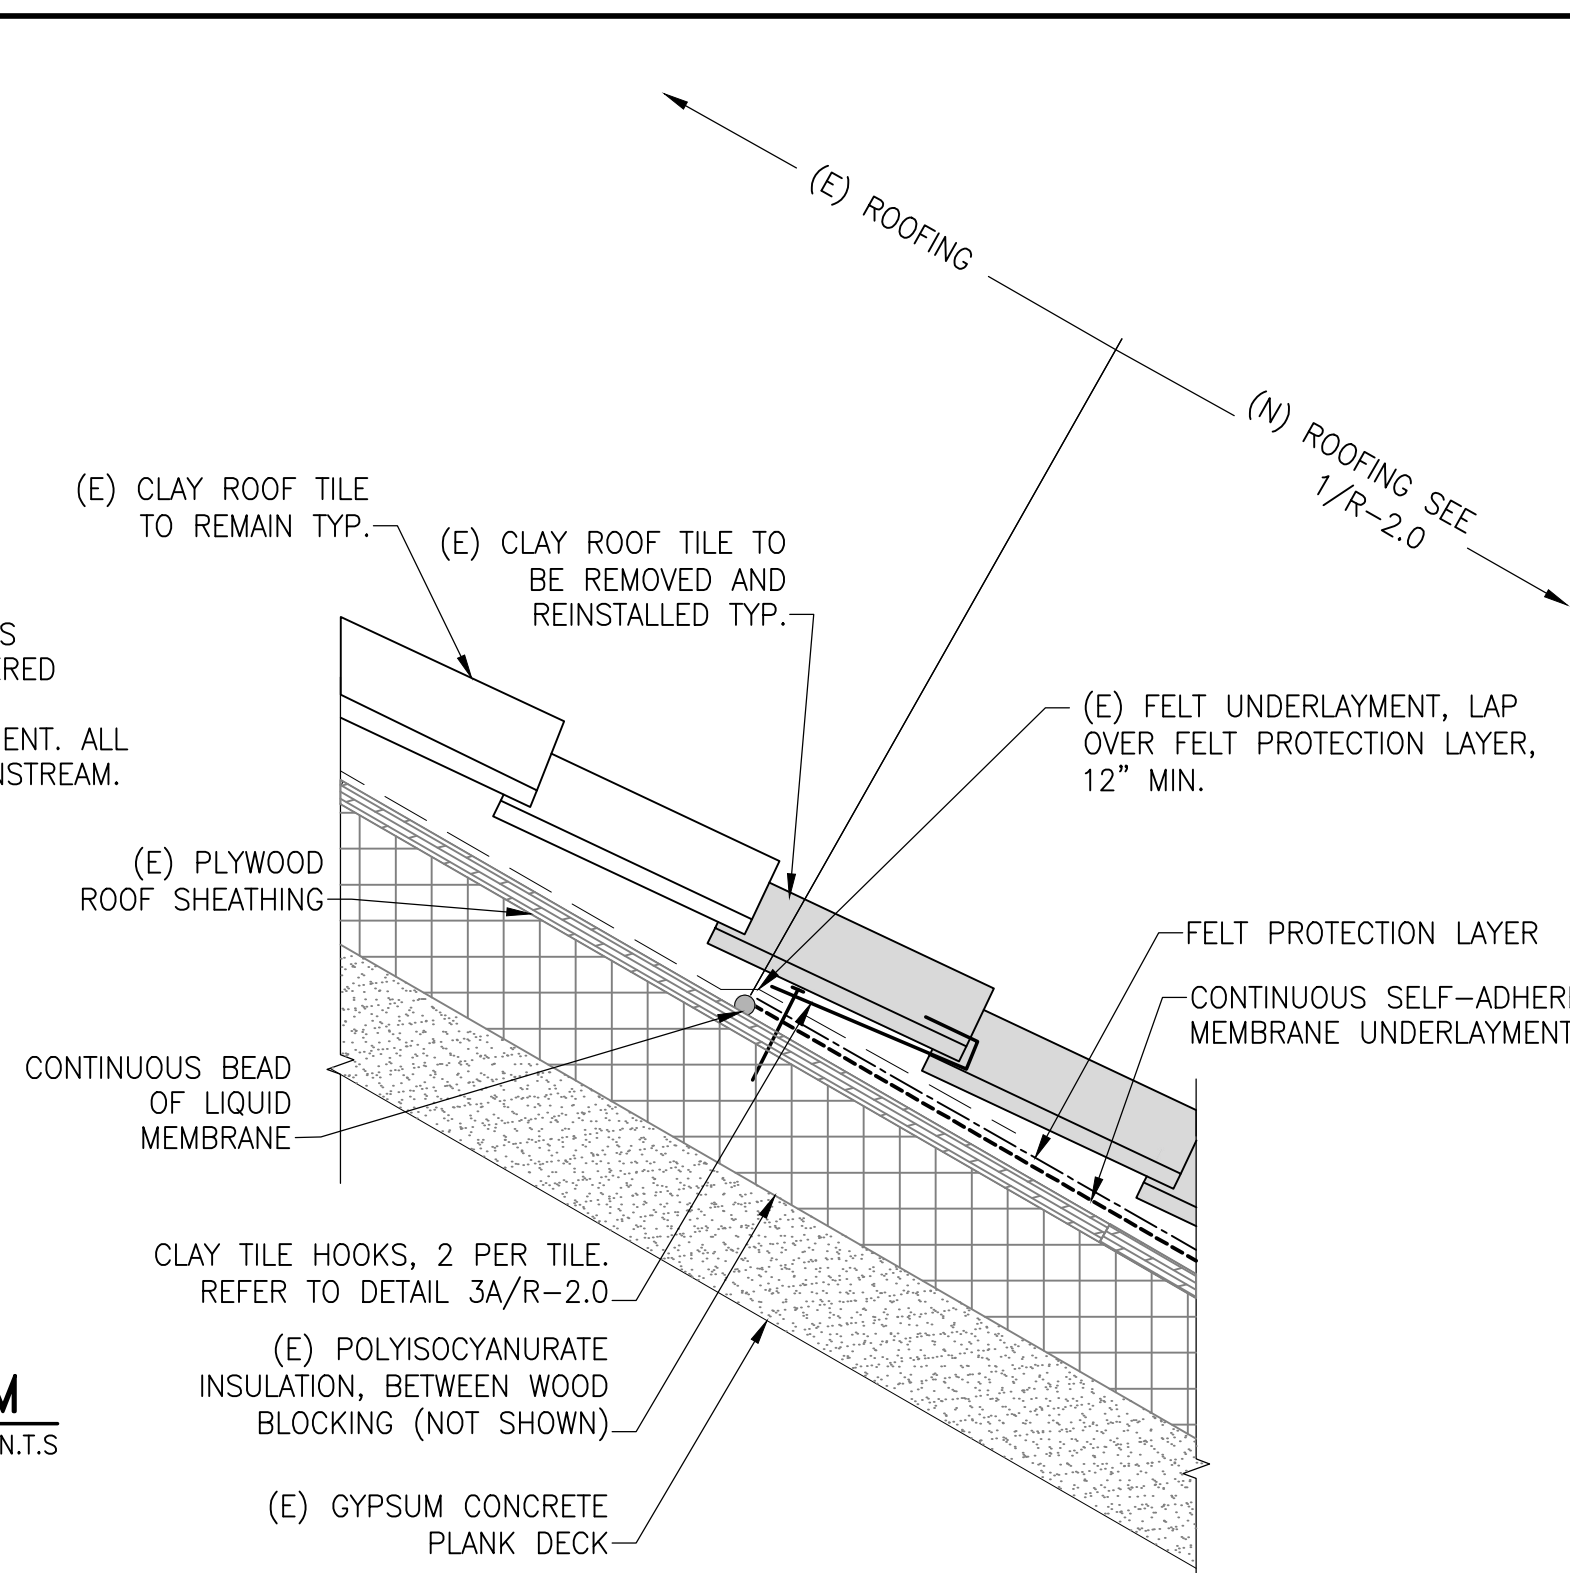 (E) ROOFING
(N) ROOFING SEE
1/R-2.0
(E) CLAY ROOF TILE
TO REMAIN TYP.
(E) CLAY ROOF TILE TO
BE REMOVED AND
REINSTALLED TYP.
ENT. ALL
(E) FELT UNDERLAYMENT, LAP
OVER FELT PROTECTION LAYER,
12" MIN.
(E) PLYWOOD
ROOF SHEATHING
FELT PROTECTION LAYER
CONTINUOUS SELF-ADHER
MEMBRANE UNDERLAYMENT
CONTINUOUS BEAD
OF LIQUID
MEMBRANE
CLAY TILE HOOKS, 2 PER TILE.
REFER TO DETAIL 3A/R-2.0
(E) POLYISOCYANURATE
INSULATION, BETWEEN WOOD
BLOCKING (NOT SHOWN)
(E) GYPSUM CONCRETE
PLANK DECK
M
N.T.S